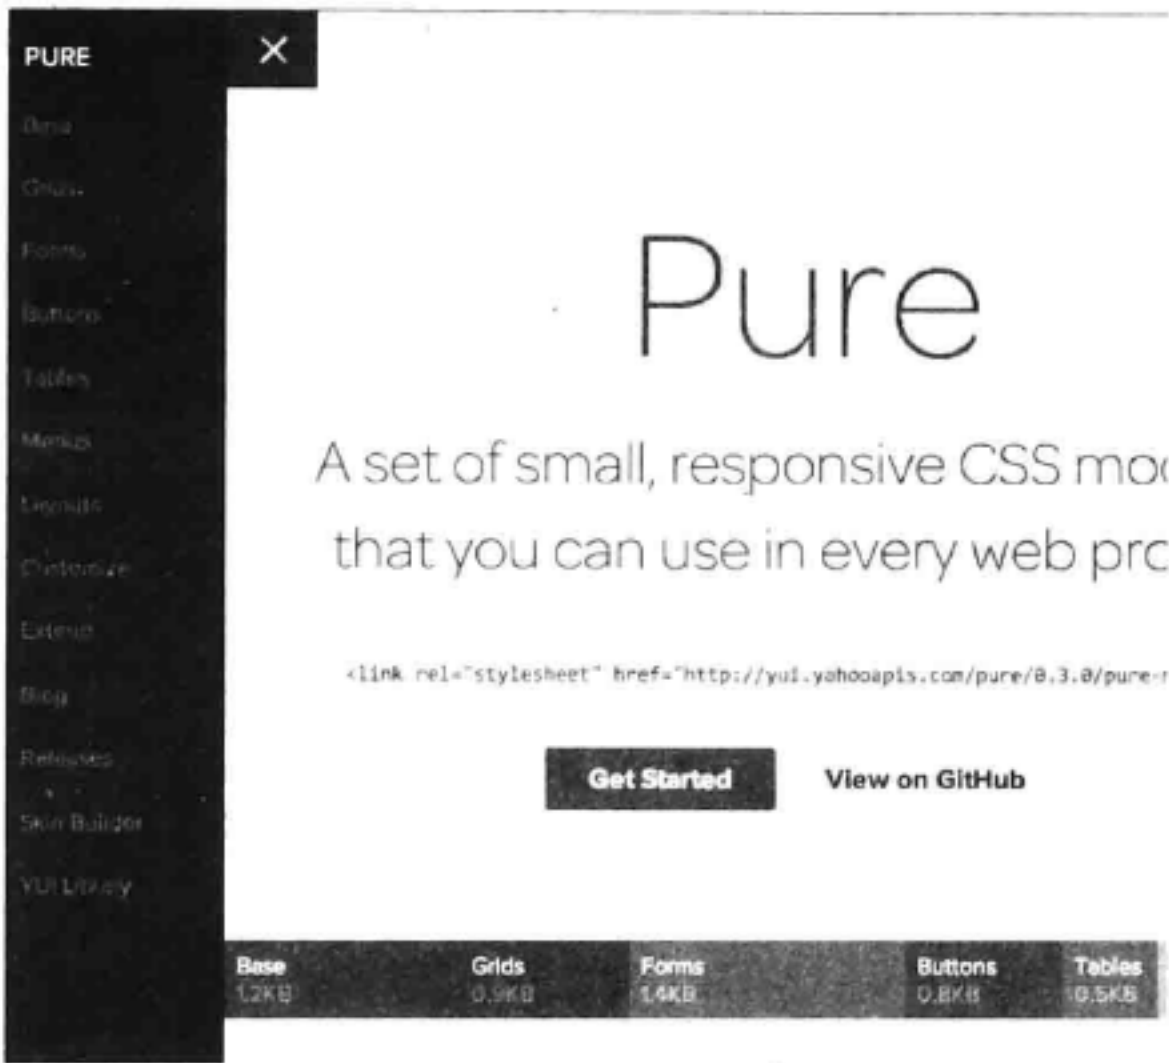 PURE
Base
Grids
Forms
Buttons
Tables
Menus
Layouts
Customize
Extend
Blog
Releases
Skin Builder
YUI Library
Pure
A set of small, responsive CSS mo
that you can use in every web pro
<link rel="stylesheet" href="http://yui.yahooapis.com/pure/0.3.0/pure-
Get Started View on GitHub
Base Grids Forms Buttons Tables
1.2KB 0.9KB 1.4KB 0.8KB 0.5KB